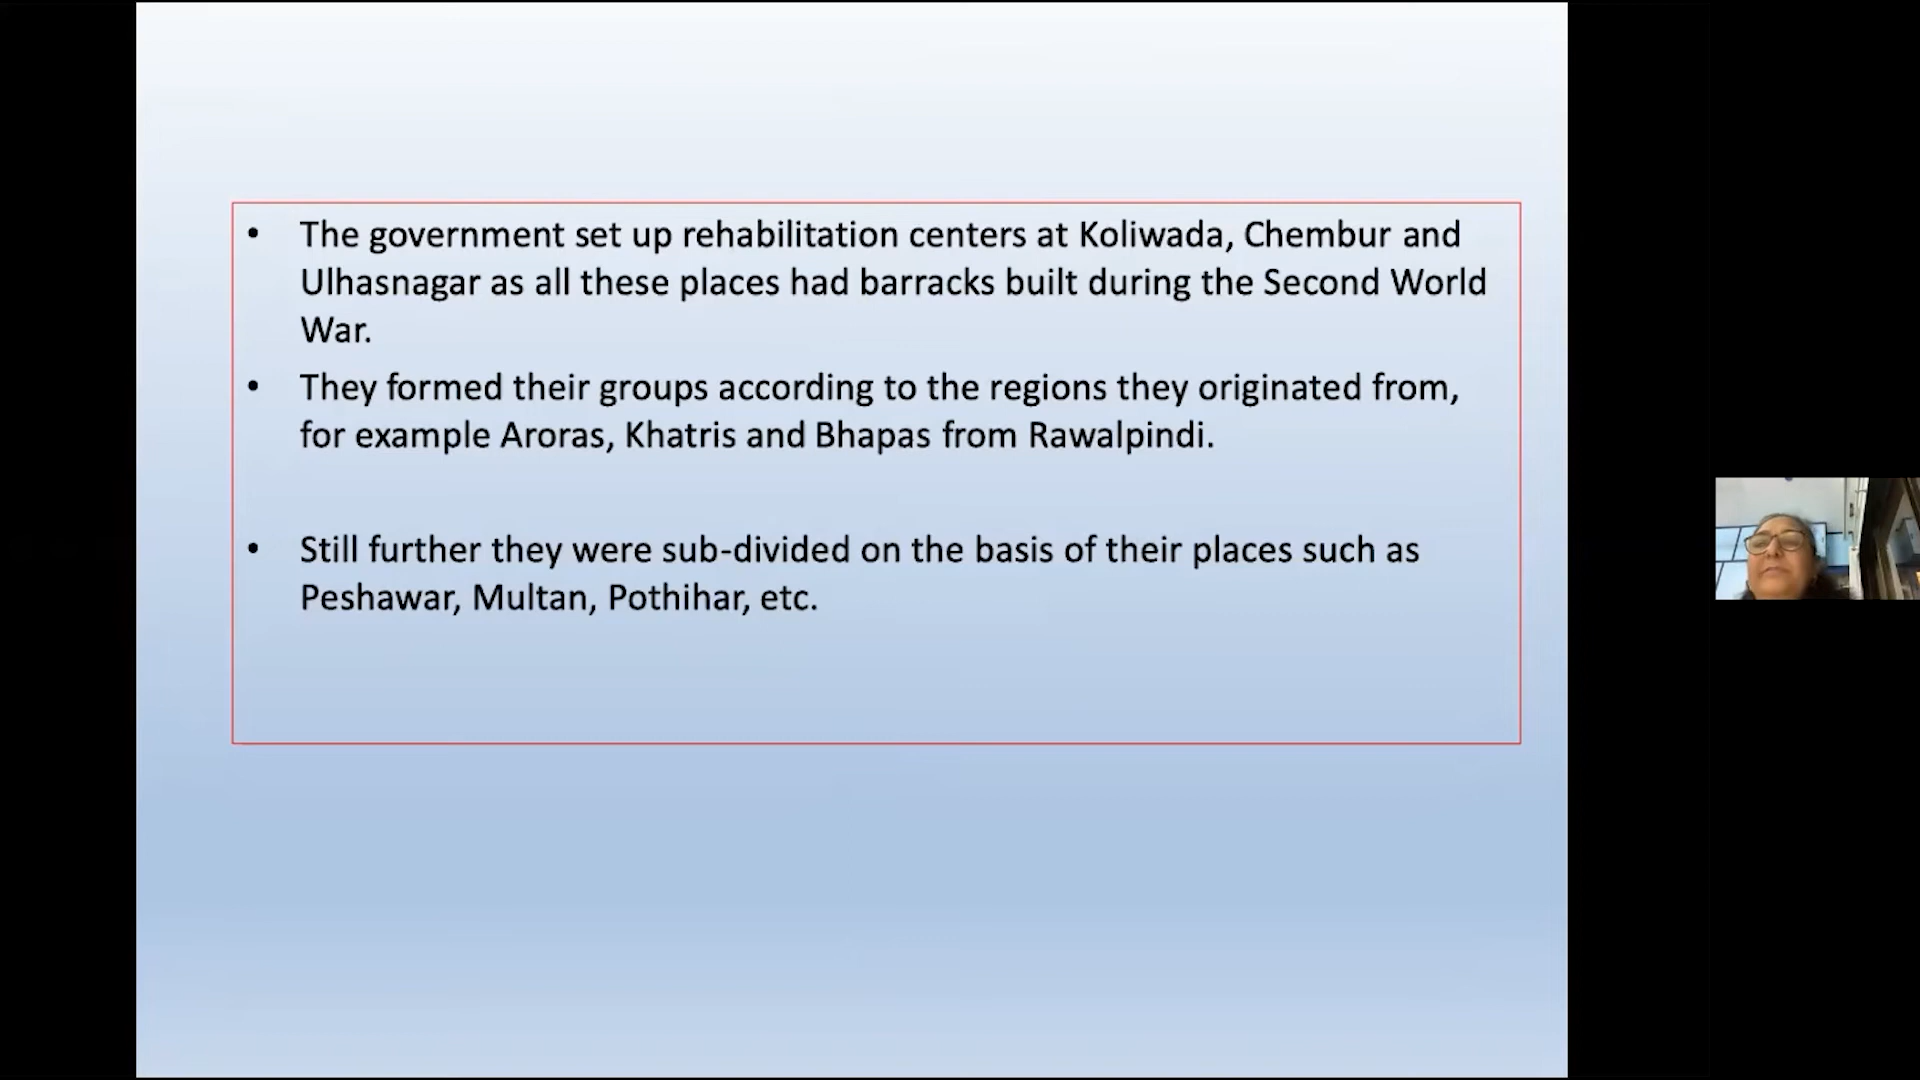 • The government set up rehabilitation centers at Koliwada, Chembur and
Ulhasnagar as all these places had barracks built during the Second World
War.
• They formed their groups according to the regions they originated from,
for example Aroras, Khatris and Bhapas from Rawalpindi.
• Still further they were sub-divided on the basis of their places such as
Peshawar, Multan, Pothihar, etc.